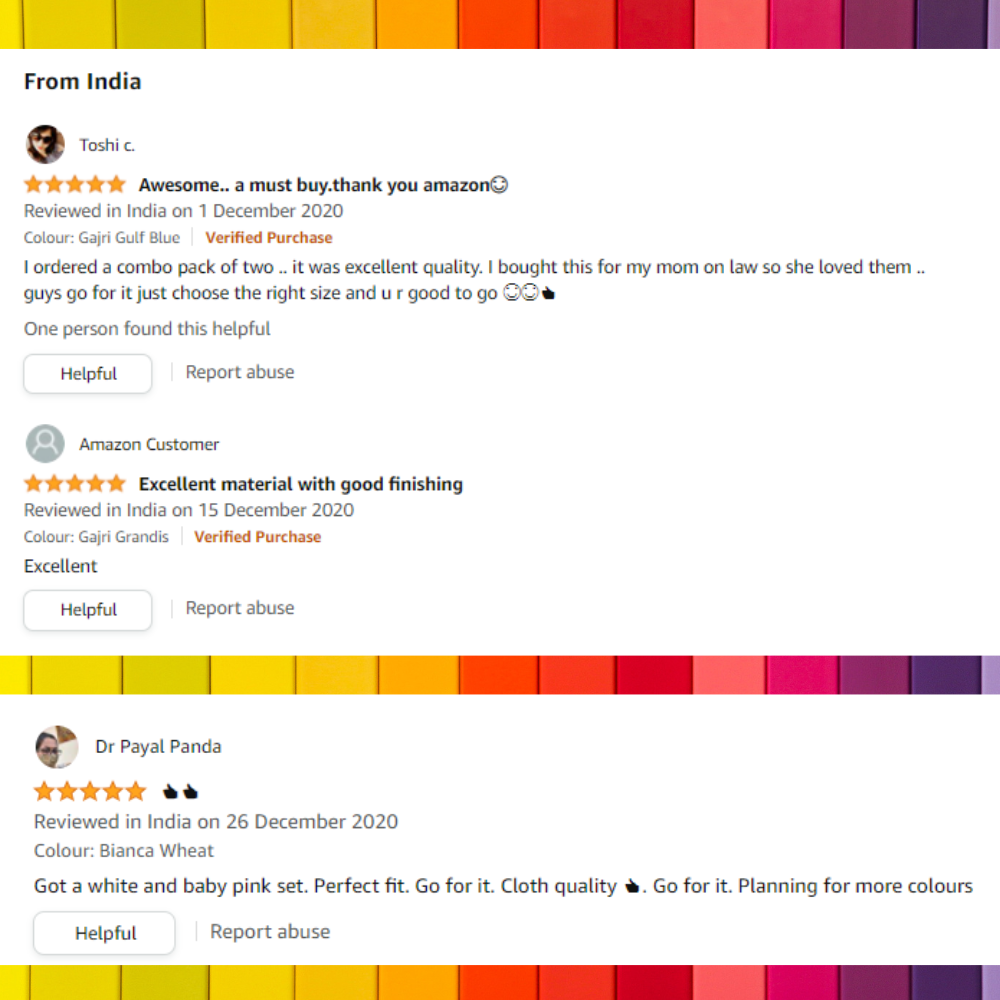 From India
Toshi c.
Awesome.. a must buy.thank you amazon☺
Reviewed in India on 1 December 2020
Colour: Gajri Gulf Blue | Verified Purchase
I ordered a combo pack of two .. it was excellent quality. I bought this for my mom on law so she loved them ..
guys go for it just choose the right size and u r good to go ☺☺👍
One person found this helpful
Helpful | Report abuse
Amazon Customer
Excellent material with good finishing
Reviewed in India on 15 December 2020
Colour: Gajri Grandis | Verified Purchase
Excellent
Helpful | Report abuse
Dr Payal Panda
👍👍
Reviewed in India on 26 December 2020
Colour: Bianca Wheat
Got a white and baby pink set. Perfect fit. Go for it. Cloth quality 👍. Go for it. Planning for more colours
Helpful | Report abuse